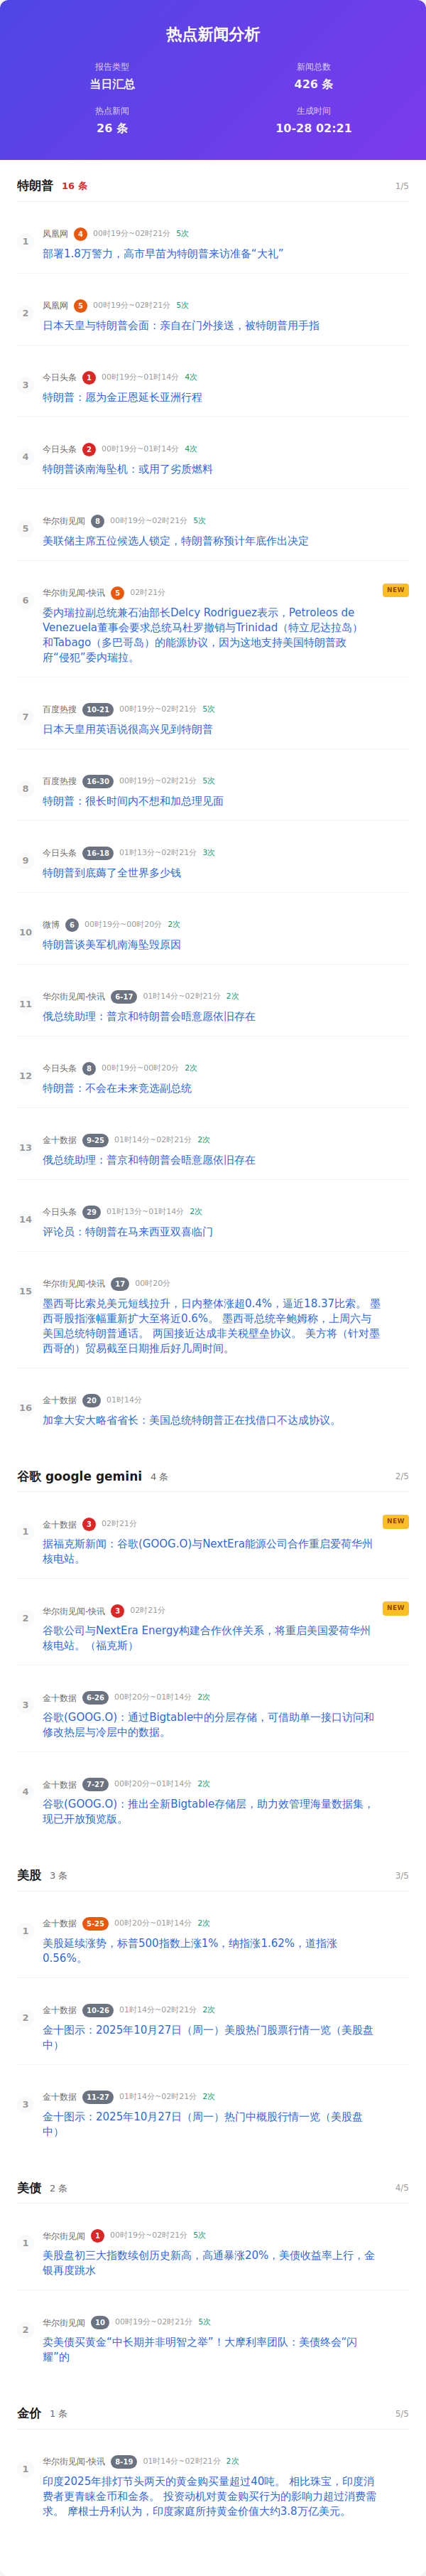 热点新闻分析
报告类型
当日汇总
新闻总数
426 条
热点新闻
26 条
生成时间
10-28 02:21
特朗普 16 条 1/5
1
凤凰网 4 00时19分~02时21分 5次
部署1.8万警力，高市早苗为特朗普来访准备“大礼”
2
凤凰网 5 00时19分~02时21分 5次
日本天皇与特朗普会面：亲自在门外接送，被特朗普用手指
3
今日头条 1 00时19分~01时14分 4次
特朗普：愿为金正恩延长亚洲行程
4
今日头条 2 00时19分~01时14分 4次
特朗普谈南海坠机：或用了劣质燃料
5
华尔街见闻 8 00时19分~02时21分 5次
美联储主席五位候选人锁定，特朗普称预计年底作出决定
6
华尔街见闻-快讯 5 02时21分 NEW
委内瑞拉副总统兼石油部长Delcy Rodriguez表示，Petroleos de
Venezuela董事会要求总统马杜罗撤销与Trinidad（特立尼达拉岛）
和Tabago（多巴哥岛）的能源协议，因为这地支持美国特朗普政
府“侵犯”委内瑞拉。
7
百度热搜 10-21 00时19分~02时21分 5次
日本天皇用英语说很高兴见到特朗普
8
百度热搜 16-30 00时19分~02时21分 5次
特朗普：很长时间内不想和加总理见面
9
今日头条 16-18 01时13分~02时21分 3次
特朗普到底薅了全世界多少钱
10
微博 6 00时19分~00时20分 2次
特朗普谈美军机南海坠毁原因
11
华尔街见闻-快讯 6-17 01时14分~02时21分 2次
俄总统助理：普京和特朗普会晤意愿依旧存在
12
今日头条 8 00时19分~00时20分 2次
特朗普：不会在未来竞选副总统
13
金十数据 9-25 01时14分~02时21分 2次
俄总统助理：普京和特朗普会晤意愿依旧存在
14
今日头条 29 01时13分~01时14分 2次
评论员：特朗普在马来西亚双喜临门
15
华尔街见闻-快讯 17 00时20分
墨西哥比索兑美元短线拉升，日内整体涨超0.4%，逼近18.37比索。 墨
西哥股指涨幅重新扩大至将近0.6%。 墨西哥总统辛鲍姆称，上周六与
美国总统特朗普通话。 两国接近达成非关税壁垒协议。 美方将（针对墨
西哥的）贸易截至日期推后好几周时间。
16
金十数据 20 01时14分
加拿大安大略省省长：美国总统特朗普正在找借口不达成协议。
谷歌 google gemini 4 条 2/5
1
金十数据 3 02时21分 NEW
据福克斯新闻：谷歌(GOOG.O)与NextEra能源公司合作重启爱荷华州
核电站。
2
华尔街见闻-快讯 3 02时21分 NEW
谷歌公司与NextEra Energy构建合作伙伴关系，将重启美国爱荷华州
核电站。（福克斯）
3
金十数据 6-26 00时20分~01时14分 2次
谷歌(GOOG.O)：通过Bigtable中的分层存储，可借助单一接口访问和
修改热层与冷层中的数据。
4
金十数据 7-27 00时20分~01时14分 2次
谷歌(GOOG.O)：推出全新Bigtable存储层，助力高效管理海量数据集，
现已开放预览版。
美股 3 条 3/5
1
金十数据 5-25 00时20分~01时14分 2次
美股延续涨势，标普500指数上涨1%，纳指涨1.62%，道指涨
0.56%。
2
金十数据 10-26 01时14分~02时21分 2次
金十图示：2025年10月27日（周一）美股热门股票行情一览（美股盘
中）
3
金十数据 11-27 01时14分~02时21分 2次
金十图示：2025年10月27日（周一）热门中概股行情一览（美股盘
中）
美债 2 条 4/5
1
华尔街见闻 1 00时19分~02时21分 5次
美股盘初三大指数续创历史新高，高通暴涨20%，美债收益率上行，金
银再度跳水
2
华尔街见闻 10 00时19分~02时21分 5次
卖美债买黄金“中长期并非明智之举”！大摩利率团队：美债终会“闪
耀”的
金价 1 条 5/5
1
华尔街见闻-快讯 8-19 01时14分~02时21分 2次
印度2025年排灯节头两天的黄金购买量超过40吨。 相比珠宝，印度消
费者更青睐金币和金条。 投资动机对黄金购买行为的影响力超过消费需
求。 摩根士丹利认为，印度家庭所持黄金价值大约3.8万亿美元。